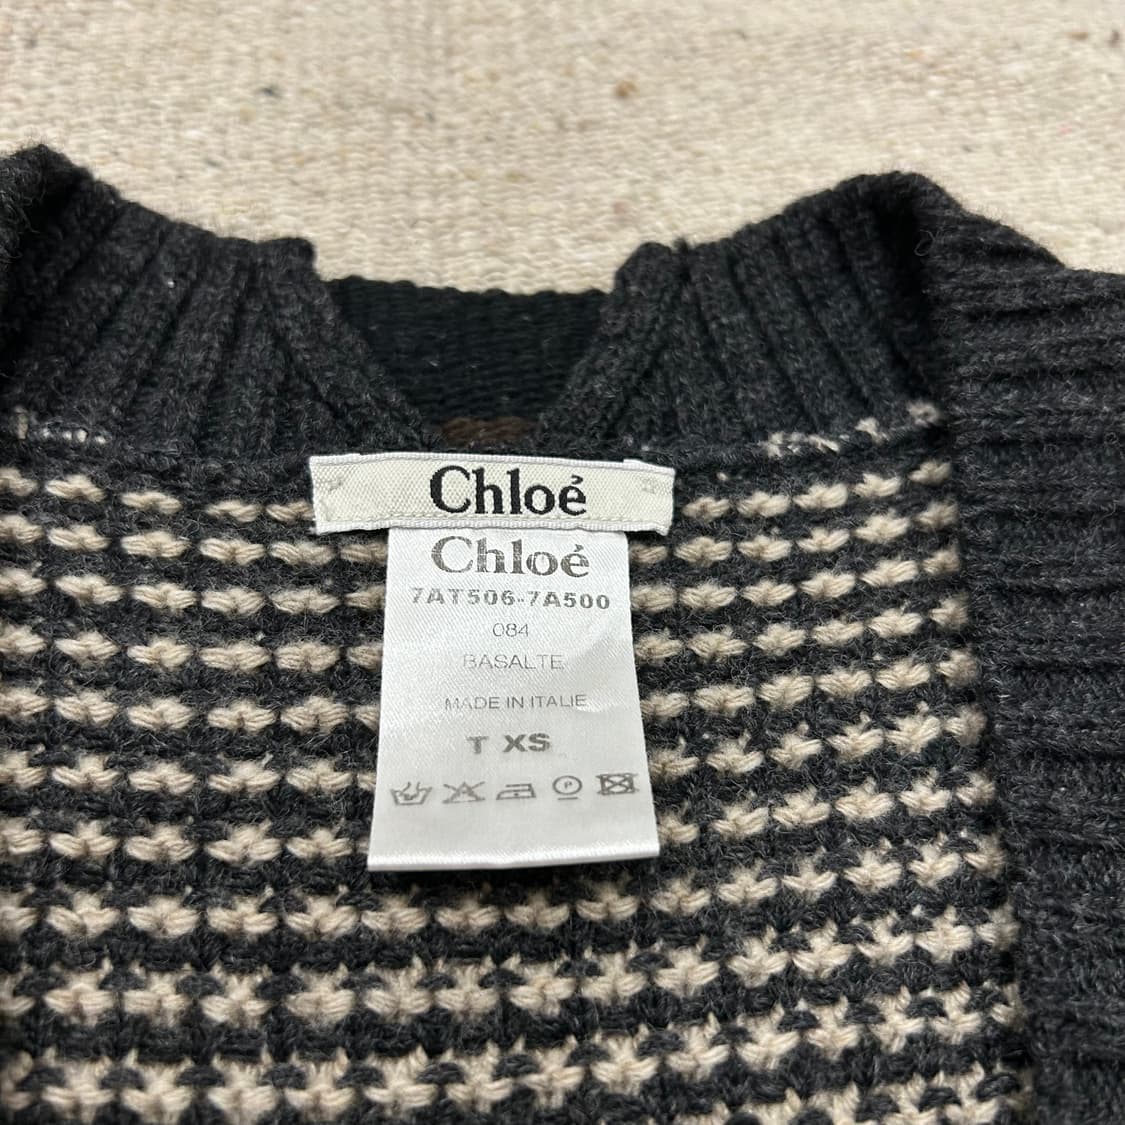 Chloé
Chloé
7AT506-7A500
084
BASALTE
MADE IN ITALIE
T XS
P